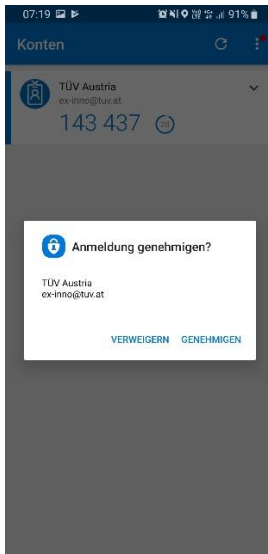 07:19 91%
Konten
TÜV Austria
ex-inno@tuv.at
143 437
Anmeldung genehmigen?
TÜV Austria
ex-inno@tuv.at
VERWEIGERN GENEHMIGEN